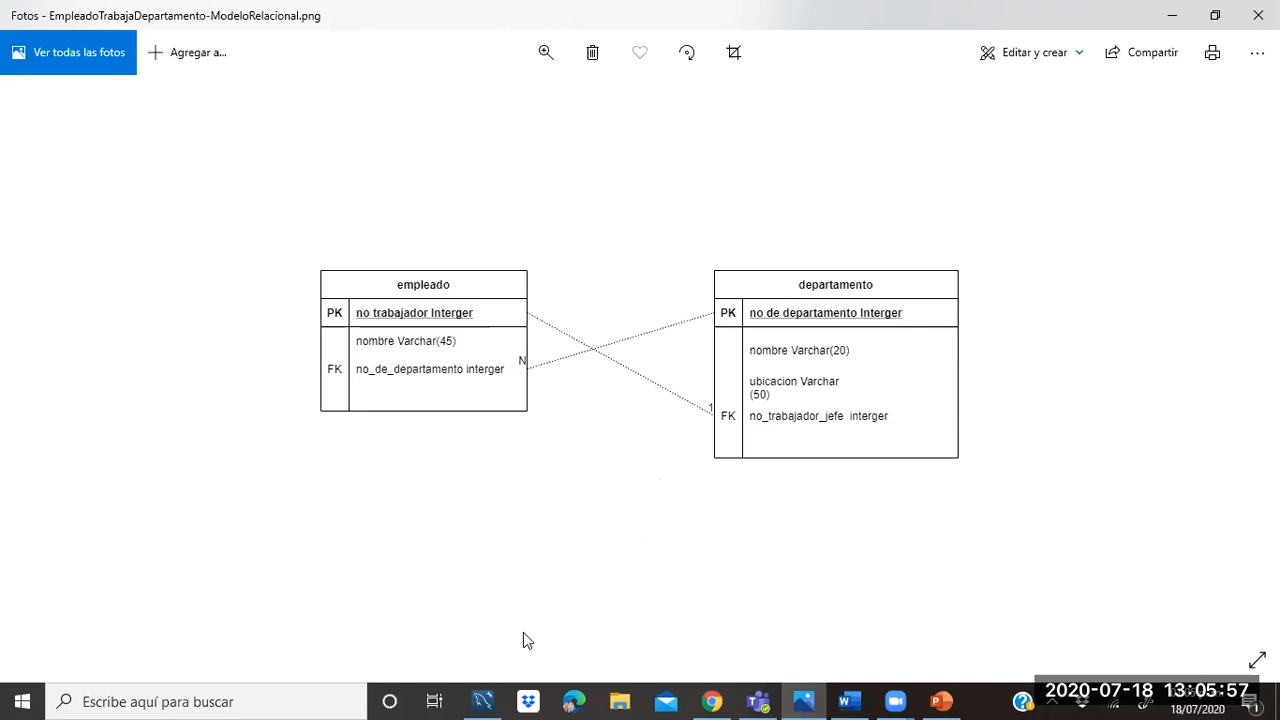 Fotos - EmpleadoTrabajaDepartamento-ModeloRelacional.png
Ver todas las fotos
Agregar a...
Editar y crear
Compartir
empleado
PK no trabajador Interger
nombre Varchar(45)
FK no_de_departamento interger
N
departamento
PK no de departamento Interger
nombre Varchar(20)
ubicacion Varchar
(50)
1
FK no_trabajador_jefe interger
Escribe aquí para buscar
2020-07-18 13:05:57
18/07/2020